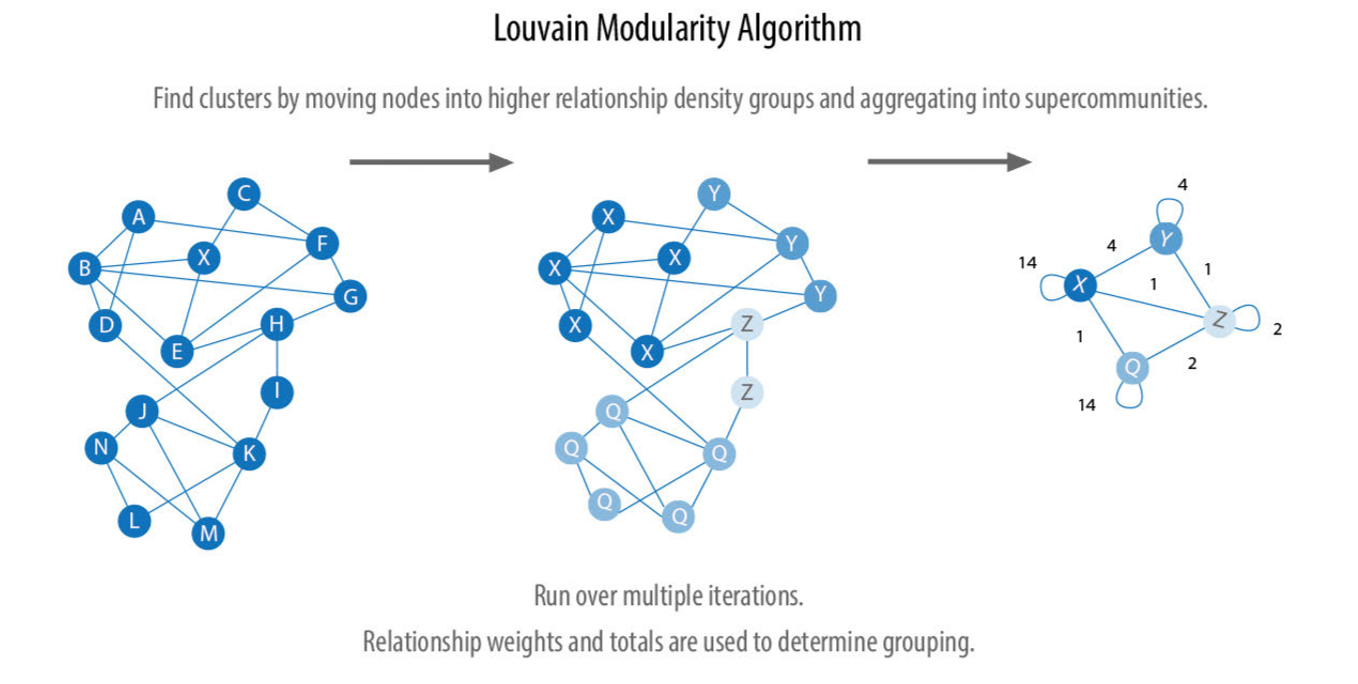 Louvain Modularity Algorithm
Find clusters by moving nodes into higher relationship density groups and aggregating into supercommunities.
C
A
X
F
B
G
D
E
H
I
J
N
K
L
M
Y
X
X
Y
X
Y
X
X
Z
Z
Q
Q
Q
Q
Q
4
Y
4
14
X
1
1
Z
2
1
2
Q
14
Run over multiple iterations.
Relationship weights and totals are used to determine grouping.